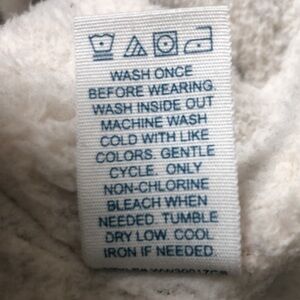 WASH ONCE
BEFORE WEARING.
WASH INSIDE OUT
MACHINE WASH
COLD WITH LIKE
COLORS. GENTLE
CYCLE. ONLY
NON-CHLORINE
BLEACH WHEN
NEEDED. TUMBLE
DRY LOW. COOL
IRON IF NEEDED